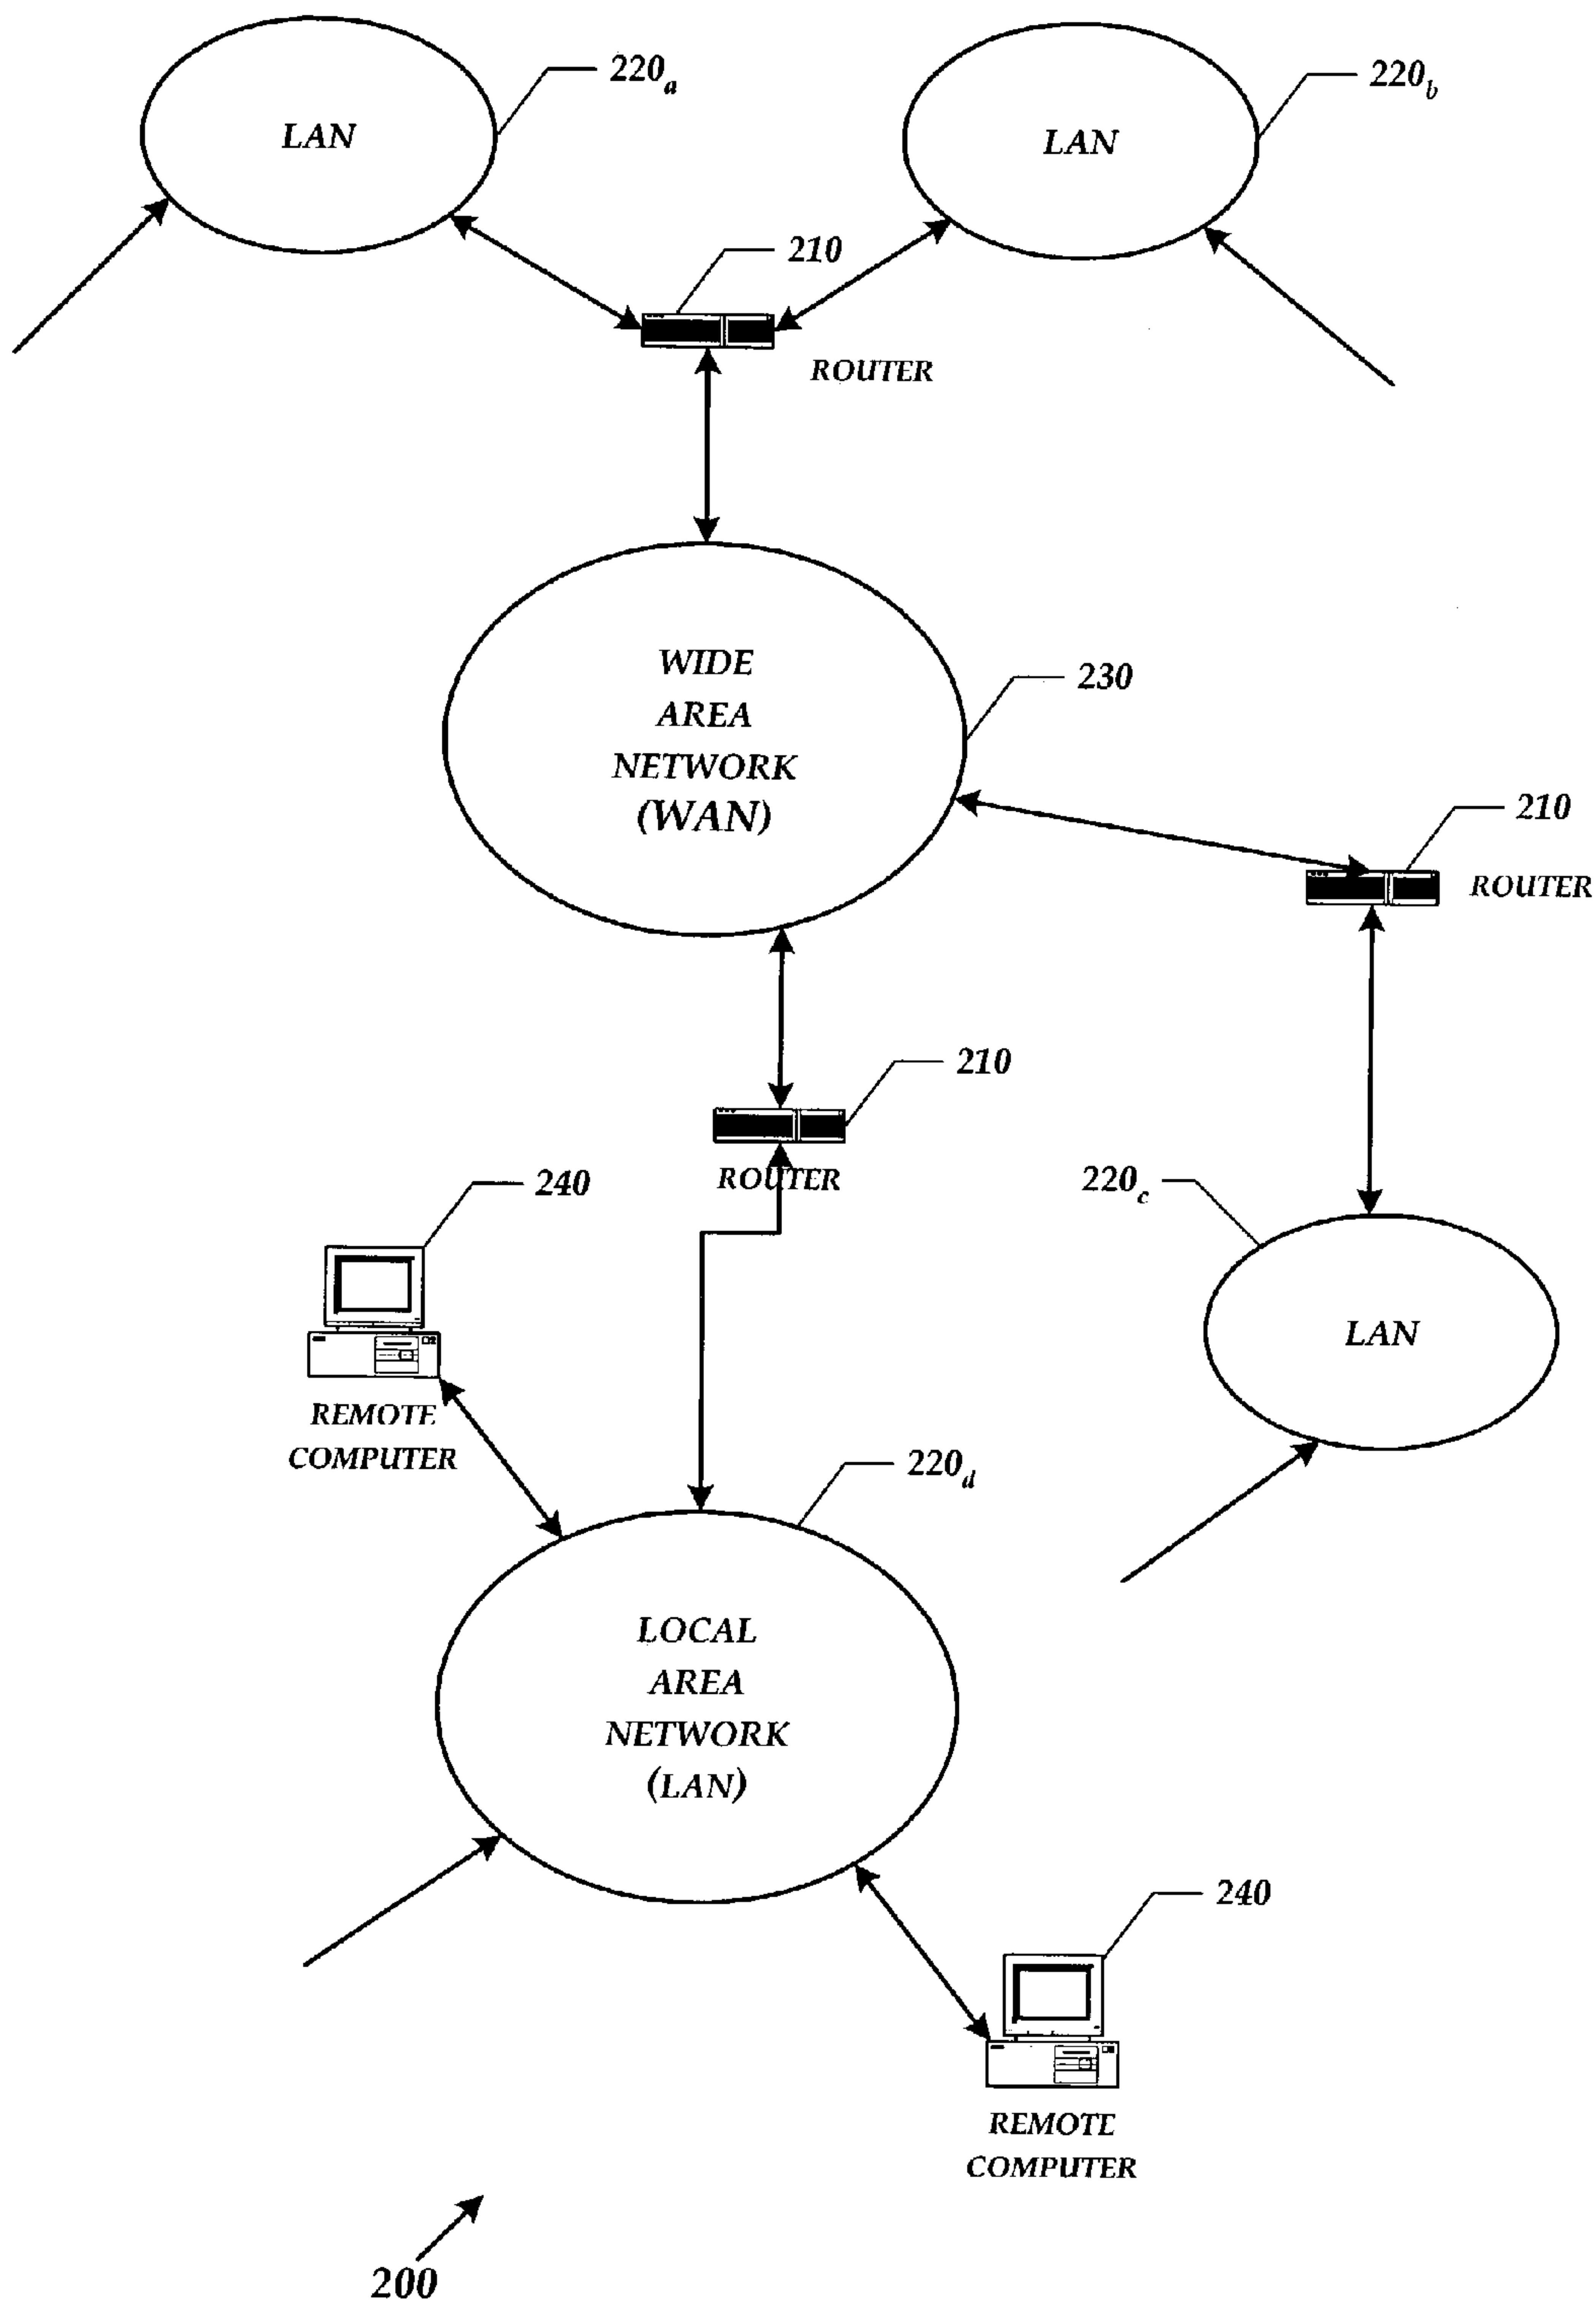 220a
220b
LAN
LAN
210
ROUTER
WIDE
AREA
NETWORK
(WAN)
230
210
ROUTER
210
ROUTER
240
220c
REMOTE
COMPUTER
LAN
220d
LOCAL
AREA
NETWORK
(LAN)
240
REMOTE
COMPUTER
200